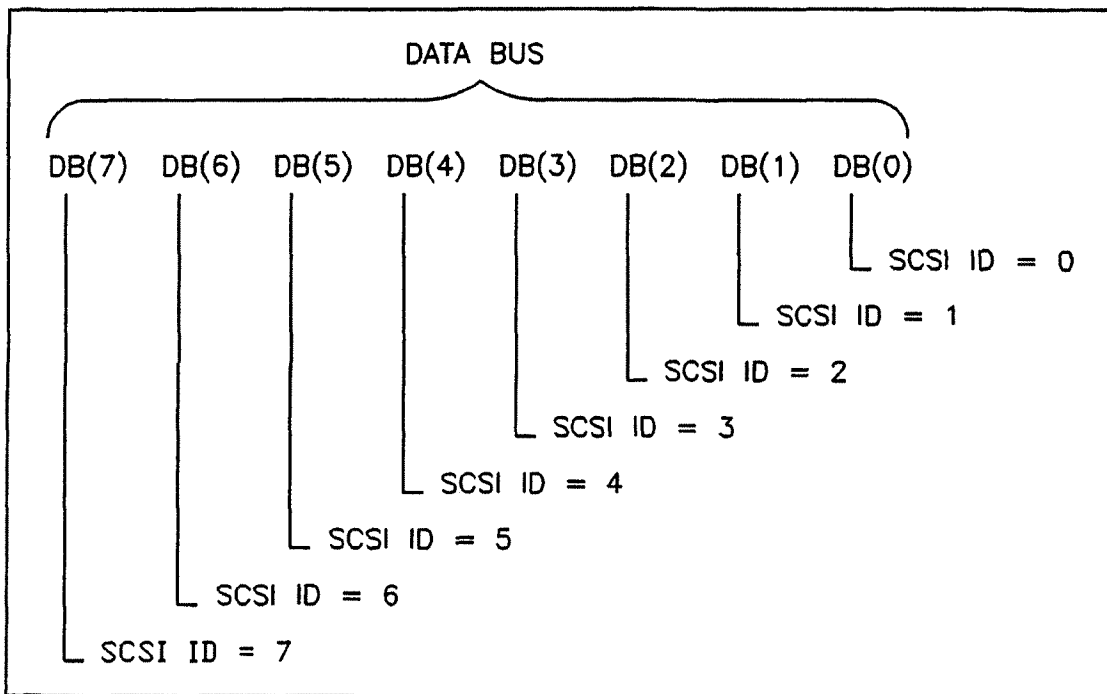 DATA BUS
DB(7) DB(6) DB(5) DB(4) DB(3) DB(2) DB(1) DB(0)
SCSI ID = 0
SCSI ID = 1
SCSI ID = 2
SCSI ID = 3
SCSI ID = 4
SCSI ID = 5
SCSI ID = 6
SCSI ID = 7